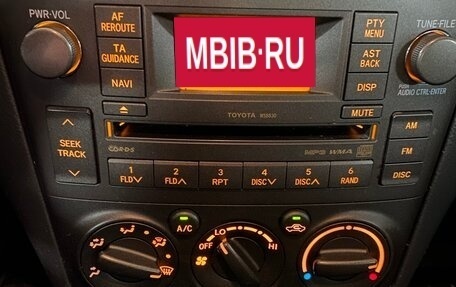 PWR•VOL
AF
REROUTE
TA
GUIDANCE
NAVI
MBIB•RU
PTY
MENU
AST
BACK
DISP
TUNE•FILE
PUSH
AUDIO CTRL•ENTER
TOYOTA
MUTE
SEEK
TRACK
AM
FM
DISC
RDS
MP3 WMA
1
FLD∨
2
FLD∧
3
RPT
4
DISC∨
5
DISC∧
6
RAND
A/C
OFF
LO
HI